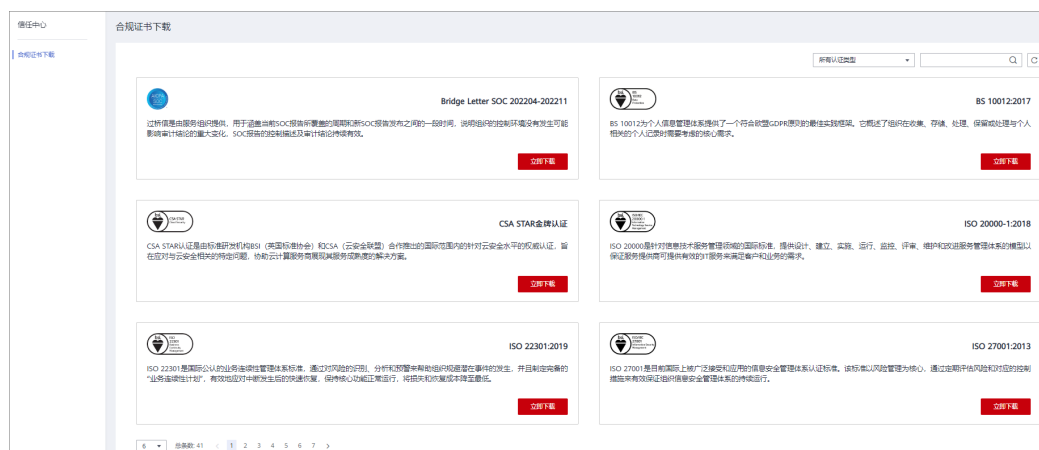 信任中心
合规证书下载
合规证书下载
所有认证类型
Bridge Letter SOC 202204-202211
过桥信是由服务组织提供，用于涵盖当前SOC报告所覆盖的周期和新SOC报告发布之间的一段时间，说明组织的控制环境没有发生可能
影响审计结论的重大变化，SOC报告的控制描述及审计结论持续有效。
立即下载
BS 10012:2017
BS 10012为个人信息管理体系提供了一个符合欧盟GDPR原则的最佳实践框架。它概述了组织在收集、存储、处理、保留或处理与个人
相关的个人记录时需要考虑的核心需求。
立即下载
CSA STAR金牌认证
CSA STAR认证是由标准研发机构BSI（英国标准协会）和CSA（云安全联盟）合作推出的国际范围内的针对云安全水平的权威认证，旨
在应对与云安全相关的特定问题，协助云计算服务商展现其服务成熟度的解决方案。
立即下载
ISO 20000-1:2018
ISO 20000是针对信息技术服务管理领域的国际标准，提供设计、建立、实施、运行、监控、评审、维护和改进服务管理体系的模型以
保证服务提供商可提供有效的IT服务来满足客户和业务的需求。
立即下载
ISO 22301:2019
ISO 22301是国际公认的业务连续性管理体系标准，通过对风险的识别、分析和预警来帮助组织规避潜在事件的发生，并且制定完善的
“业务连续性计划”，有效地应对中断发生后的快速恢复，保持核心功能正常运行，将损失和恢复成本降至最低。
立即下载
ISO 27001:2013
ISO 27001是目前国际上被广泛接受和应用的信息安全管理体系认证标准。该标准以风险管理为核心，通过定期评估风险和对应的控制
措施来有效保证组织信息安全管理体系的持续运行。
立即下载
6 总条数: 41 < 1 2 3 4 5 6 7 >